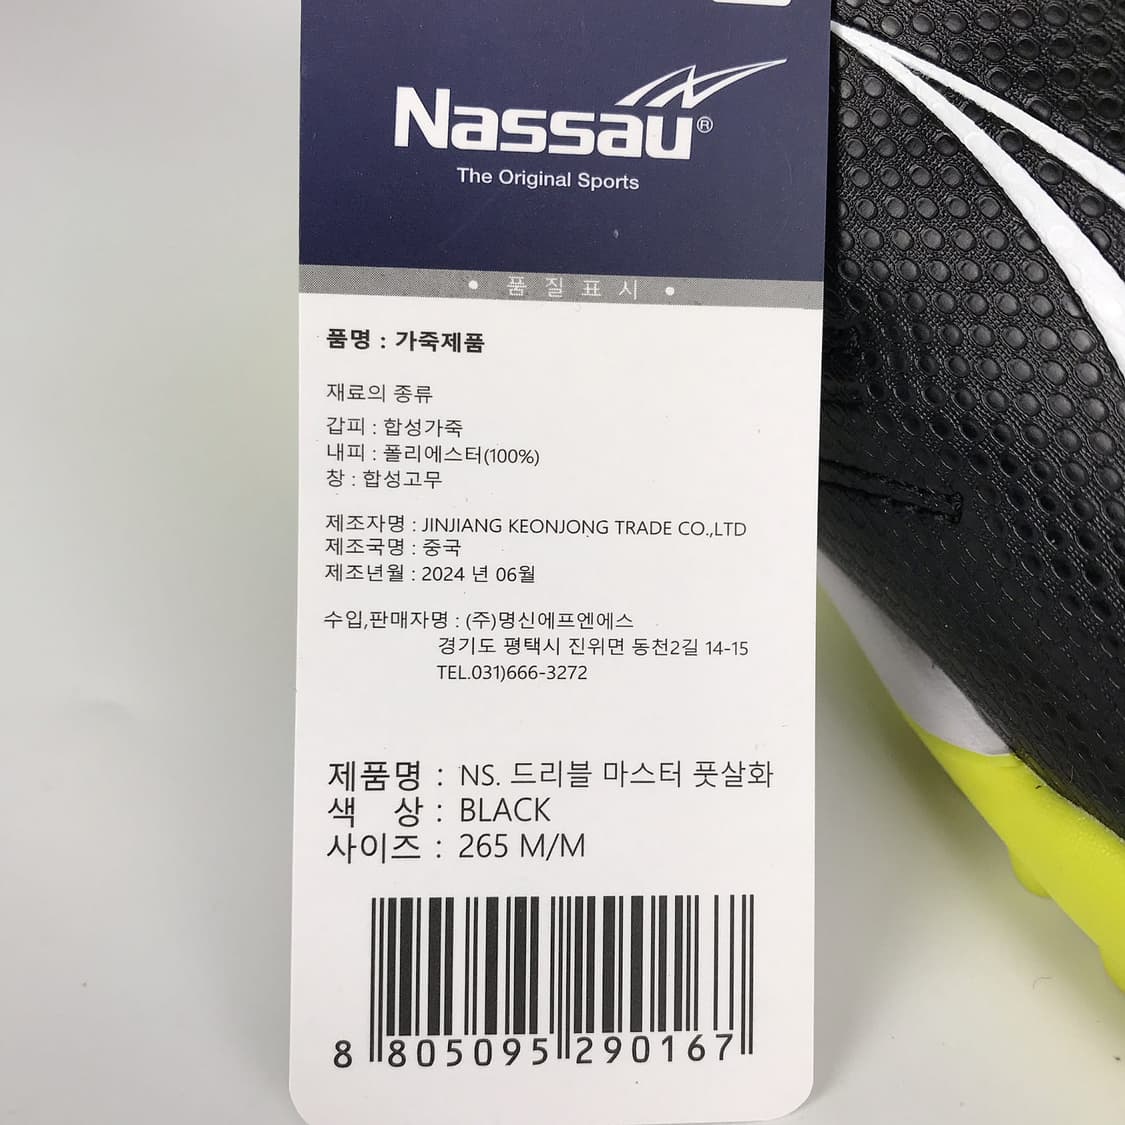 Nassau®
The Original Sports
• 품 질 표 시 •
품명 : 가죽제품
재료의 종류
갑피 : 합성가죽
내피 : 폴리에스터(100%)
창 : 합성고무
제조자명 : JINJIANG KEONJONG TRADE CO.,LTD
제조국명 : 중국
제조년월 : 2024 년 06월
수입,판매자명 : (주)명신에프엔에스
경기도 평택시 진위면 동천2길 14-15
TEL.031)666-3272
제품명 : NS. 드리블 마스터 풋살화
색 상 : BLACK
사이즈 : 265 M/M
8 805095 290167